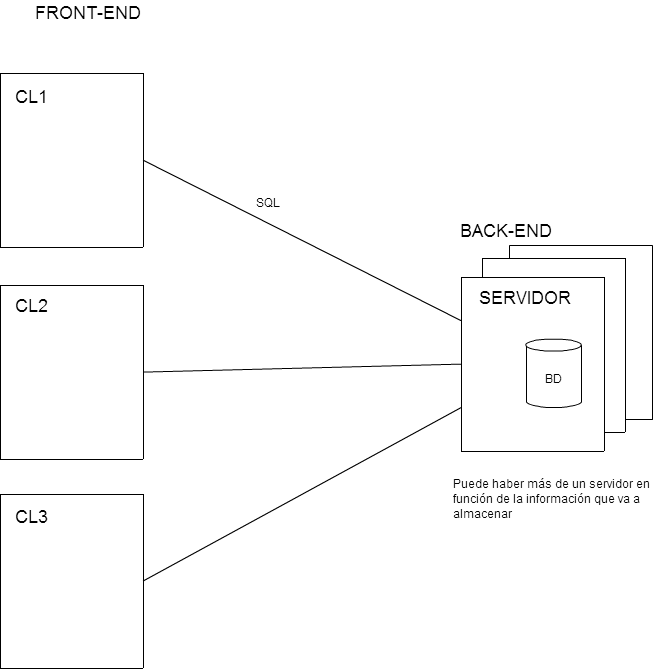 FRONT-END
CL1
SQL
BACK-END
CL2
SERVIDOR
BD
Puede haber más de un servidor en
función de la información que va a
almacenar
CL3